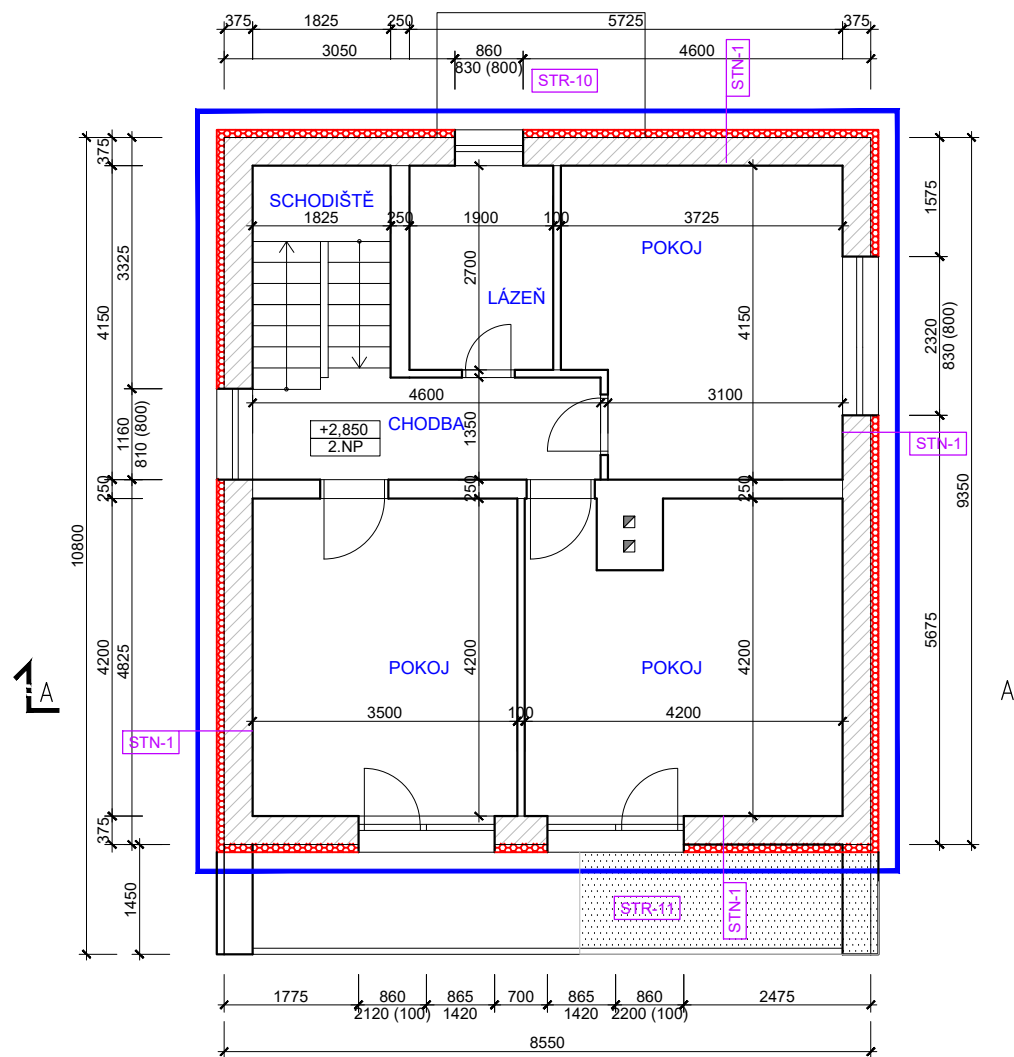 375 1825 250 5725 375
3050 860 4600
830 (800)
STR-10
STN-1
SCHODIŠTĚ
1825 250 1900 100 3725
POKOJ
LÁZEŇ
2700
4150
4600 3100
CHODBA
+2,850
2.NP
1350
250
250
375
3325
4150
1160
810 (800)
250
10800
4200
4825
375
1450
1575
2320
830 (800)
STN-1
9350
5675
POKOJ
POKOJ
4200
4200
3500 100 4200
A
A
STN-1
STR-11
STN-1
1775 860 865 700 865 860 2475
2120 (100) 1420 1420 2200 (100)
8550